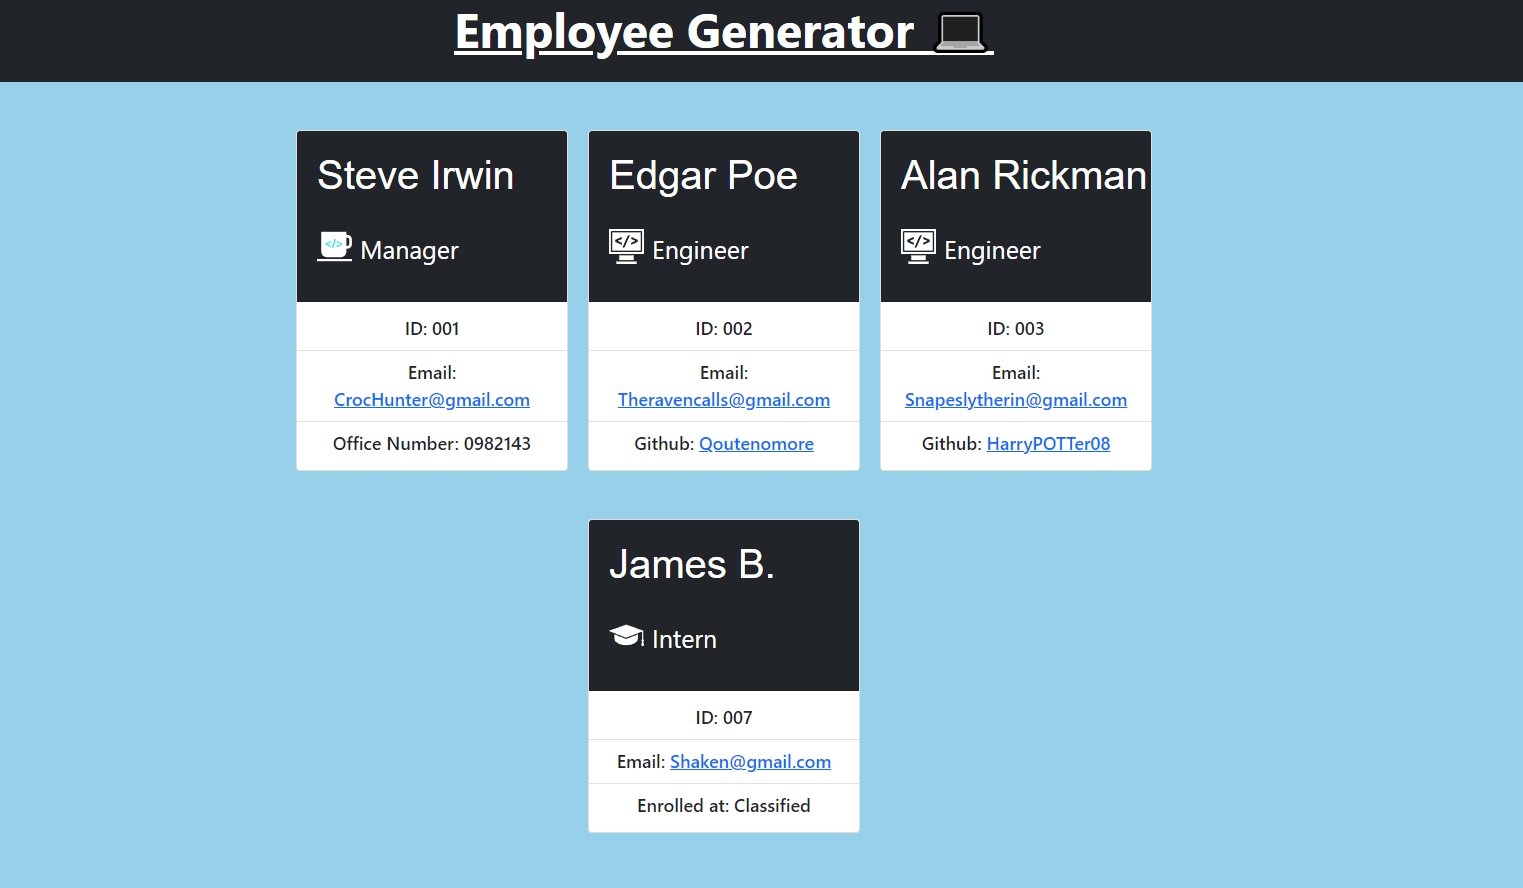 Employee Generator 💻
Steve Irwin
</> Manager
ID: 001
Email:
CrocHunter@gmail.com
Office Number: 0982143
Edgar Poe
</> Engineer
ID: 002
Email:
Theravencalls@gmail.com
Github: Qoutenomore
Alan Rickman
</> Engineer
ID: 003
Email:
Snapeslytherin@gmail.com
Github: HarryPOTTer08
James B.
Intern
ID: 007
Email: Shaken@gmail.com
Enrolled at: Classified